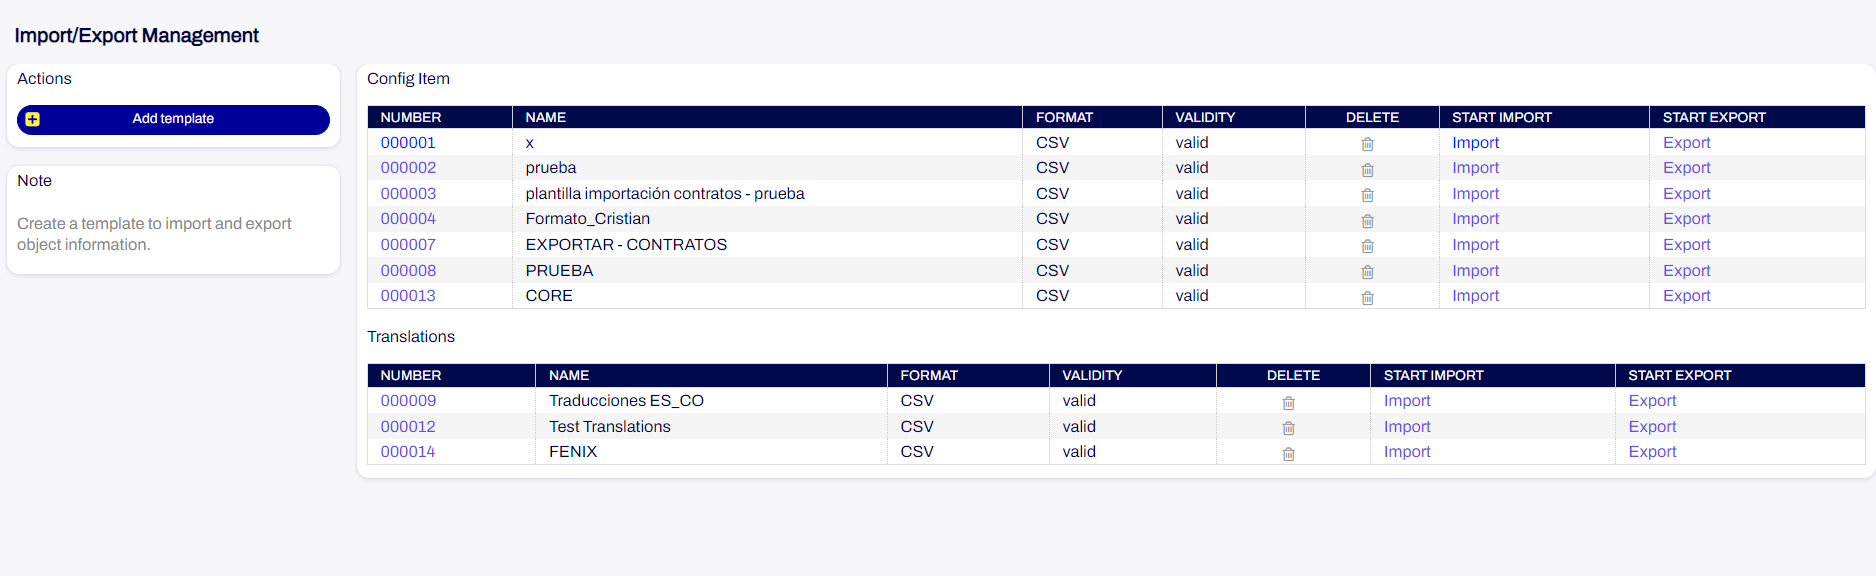 Import/Export Management
Actions
Add template
Note
Create a template to import and export
object information.
Config Item
NUMBER NAME FORMAT VALIDITY DELETE START IMPORT START EXPORT
000001 x CSV valid Import Export
000002 prueba CSV valid Import Export
000003 plantilla importación contratos - prueba CSV valid Import Export
000004 Formato_Cristian CSV valid Import Export
000007 EXPORTAR - CONTRATOS CSV valid Import Export
000008 PRUEBA CSV valid Import Export
000013 CORE CSV valid Import Export
Translations
NUMBER NAME FORMAT VALIDITY DELETE START IMPORT START EXPORT
000009 Traducciones ES_CO CSV valid Import Export
000012 Test Translations CSV valid Import Export
000014 FENIX CSV valid Import Export